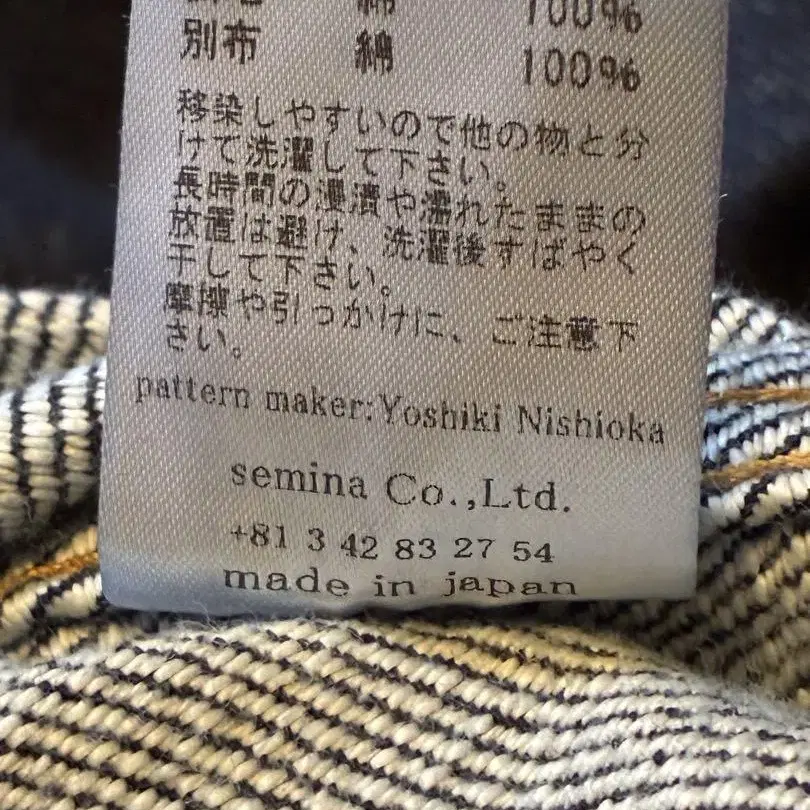 綿 100%
別布 綿 100%
移染しやすいので他の物と分
けて洗濯して下さい。
長時間の浸漬や濡れたままの
放置は避け、洗濯後すばやく
干して下さい。
摩擦や引っかけに、ご注意下
さい。
pattern maker:Yoshiki Nishioka
semina Co.,Ltd.
+81 3 42 83 27 54
made in japan